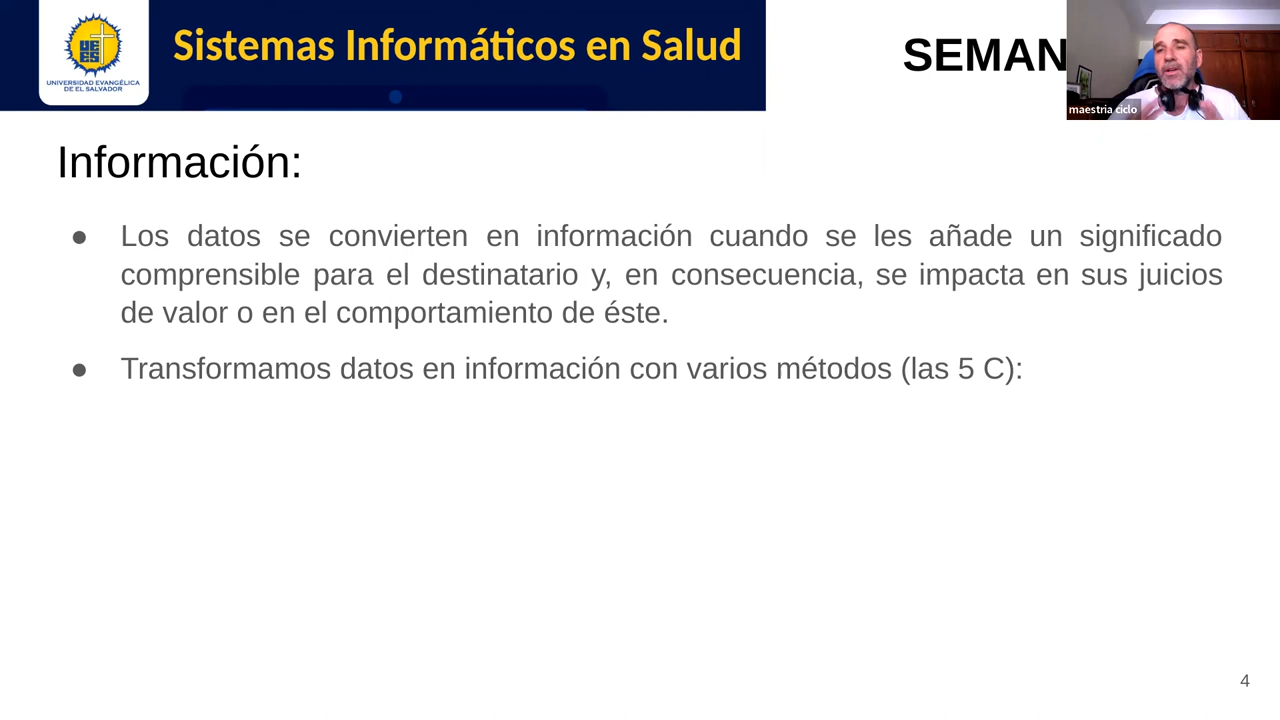 UNIVERSIDAD EVANGÉLICA
DE EL SALVADOR
Sistemas Informáticos en Salud
SEMAN
maestria ciclo
Información:
● Los datos se convierten en información cuando se les añade un significado
comprensible para el destinatario y, en consecuencia, se impacta en sus juicios
de valor o en el comportamiento de éste.
● Transformamos datos en información con varios métodos (las 5 C):
4